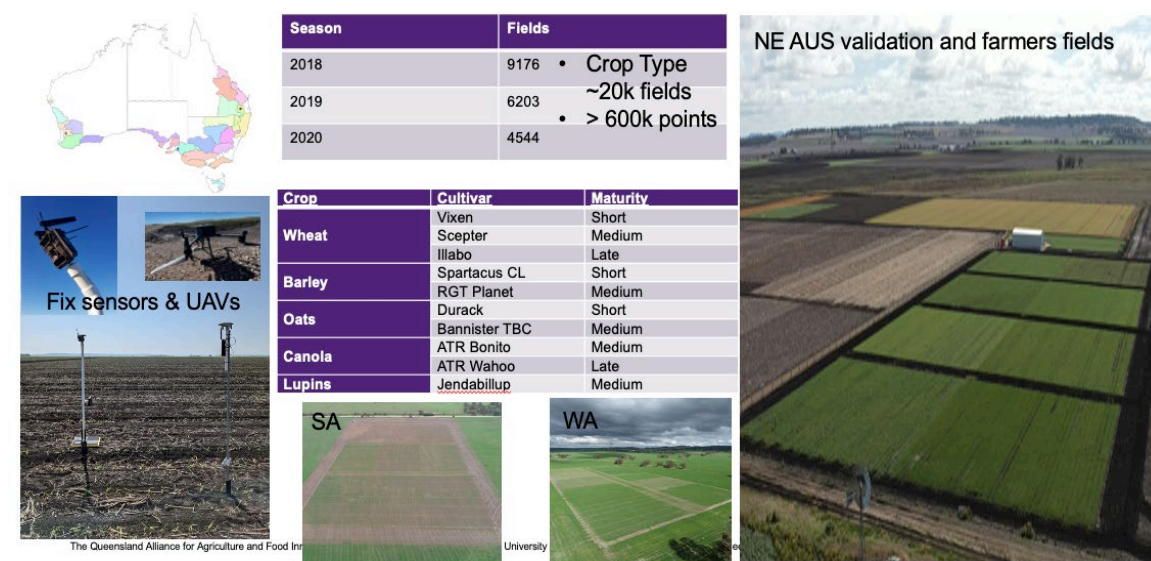 Season Fields
2018 9176
2019 6203
2020 4544
• Crop Type
~20k fields
• > 600k points
NE AUS validation and farmers fields
Fix sensors & UAVs
Crop Cultivar Maturity
Wheat Vixen Short
Scepter Medium
Illabo Late
Barley Spartacus CL Short
RGT Planet Medium
Oats Durack Short
Bannister TBC Medium
Canola ATR Bonito Medium
ATR Wahoo Late
Lupins Jendabillup Medium
SA
WA
The Queensland Alliance for Agriculture and Food Inn
University